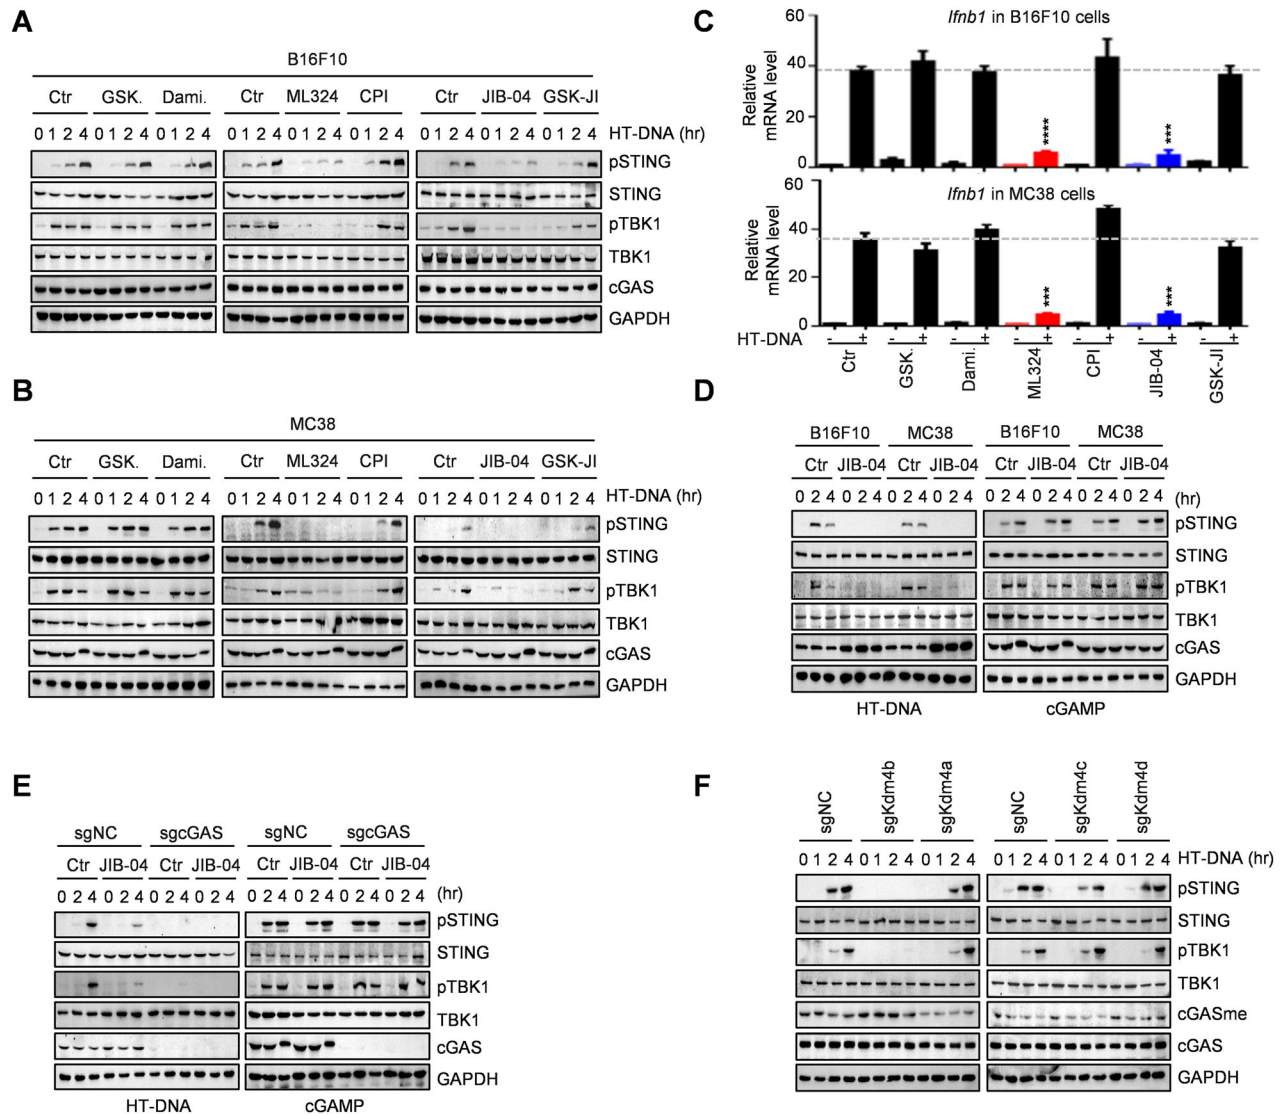 A
B16F10
Ctr GSK. Dami. Ctr ML324 CPI Ctr JIB-04 GSK-JI
0 1 2 4 0 1 2 4 0 1 2 4 0 1 2 4 0 1 2 4 0 1 2 4 0 1 2 4 0 1 2 4 0 1 2 4 HT-DNA (hr)
pSTING
STING
pTBK1
TBK1
cGAS
GAPDH
B
MC38
Ctr GSK. Dami. Ctr ML324 CPI Ctr JIB-04 GSK-JI
0 1 2 4 0 1 2 4 0 1 2 4 0 1 2 4 0 1 2 4 0 1 2 4 0 1 2 4 0 1 2 4 0 1 2 4 HT-DNA (hr)
pSTING
STING
pTBK1
TBK1
cGAS
GAPDH
C
Ifnb1 in B16F10 cells
Relative
mRNA level
60
40
20
0
**** ***
Ifnb1 in MC38 cells
Relative
mRNA level
60
40
20
0
*** ***
HT-DNA - + - + - + - + - + - + - +
Ctr GSK. Dami. ML324 CPI JIB-04 GSK-JI
D
B16F10 MC38 B16F10 MC38
Ctr JIB-04 Ctr JIB-04 Ctr JIB-04 Ctr JIB-04
0 2 4 0 2 4 0 2 4 0 2 4 0 2 4 0 2 4 0 2 4 0 2 4 (hr)
pSTING
STING
pTBK1
TBK1
cGAS
GAPDH
HT-DNA cGAMP
E
sgNC sgcGAS sgNC sgcGAS
Ctr JIB-04 Ctr JIB-04 Ctr JIB-04 Ctr JIB-04
0 2 4 0 2 4 0 2 4 0 2 4 0 2 4 0 2 4 0 2 4 0 2 4 (hr)
pSTING
STING
pTBK1
TBK1
cGAS
GAPDH
HT-DNA cGAMP
F
sgNC sgKdm4b sgKdm4a sgNC sgKdm4c sgKdm4d
0 1 2 4 0 1 2 4 0 1 2 4 0 1 2 4 0 1 2 4 0 1 2 4 HT-DNA (hr)
pSTING
STING
pTBK1
TBK1
cGASme
cGAS
GAPDH